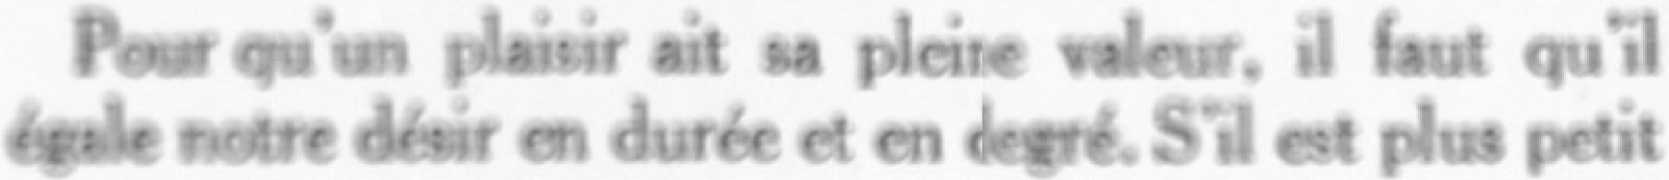 Pour qu'un plaisir ait sa pleine valeur, il faut qu'il
égale notre désir en durée et en degré. S'il est plus petit